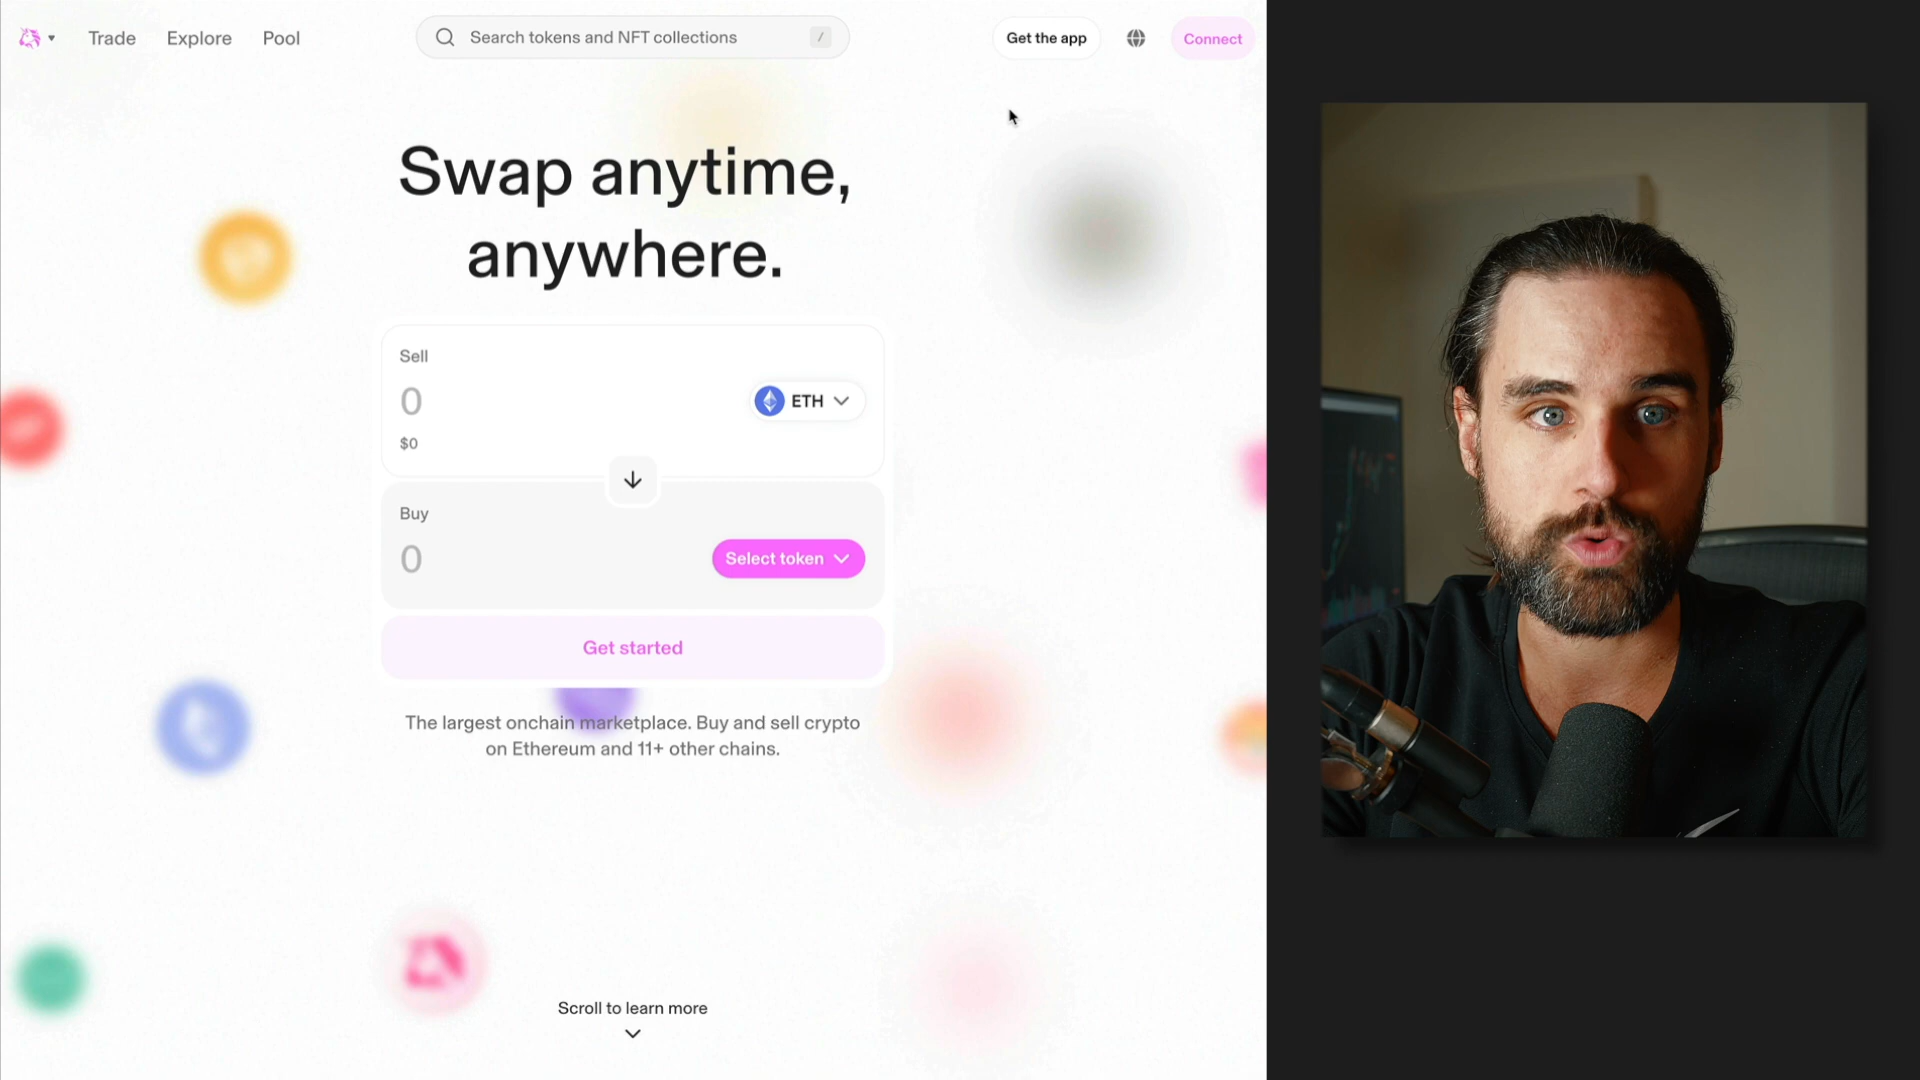 Trade
Explore
Pool
Search tokens and NFT collections
/
Get the app
Connect
Swap anytime,
anywhere.
Sell
0
ETH
$0
Buy
0
Select token
Get started
The largest onchain marketplace. Buy and sell crypto
on Ethereum and 11+ other chains.
Scroll to learn more